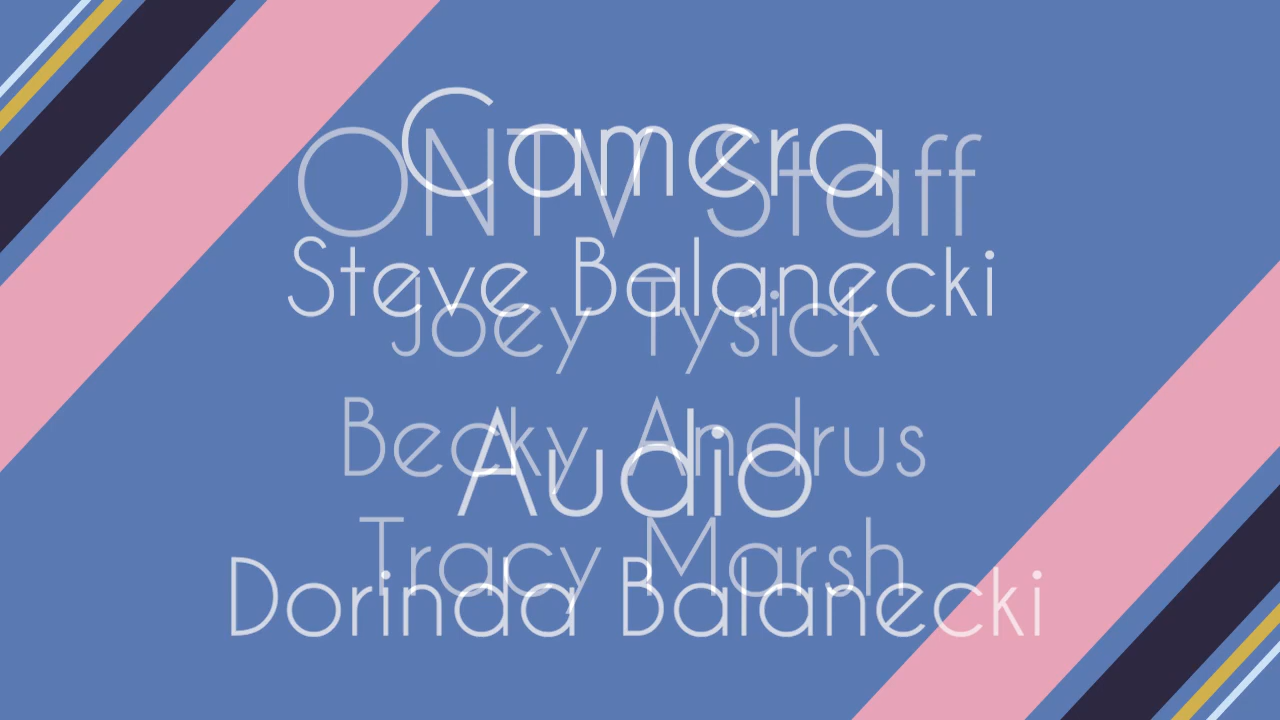 Camera
ONTV Staff
Steve Balanecki
Joey Tysick
Becky Andrus
Audio
Tracy Marsh
Dorinda Balanecki